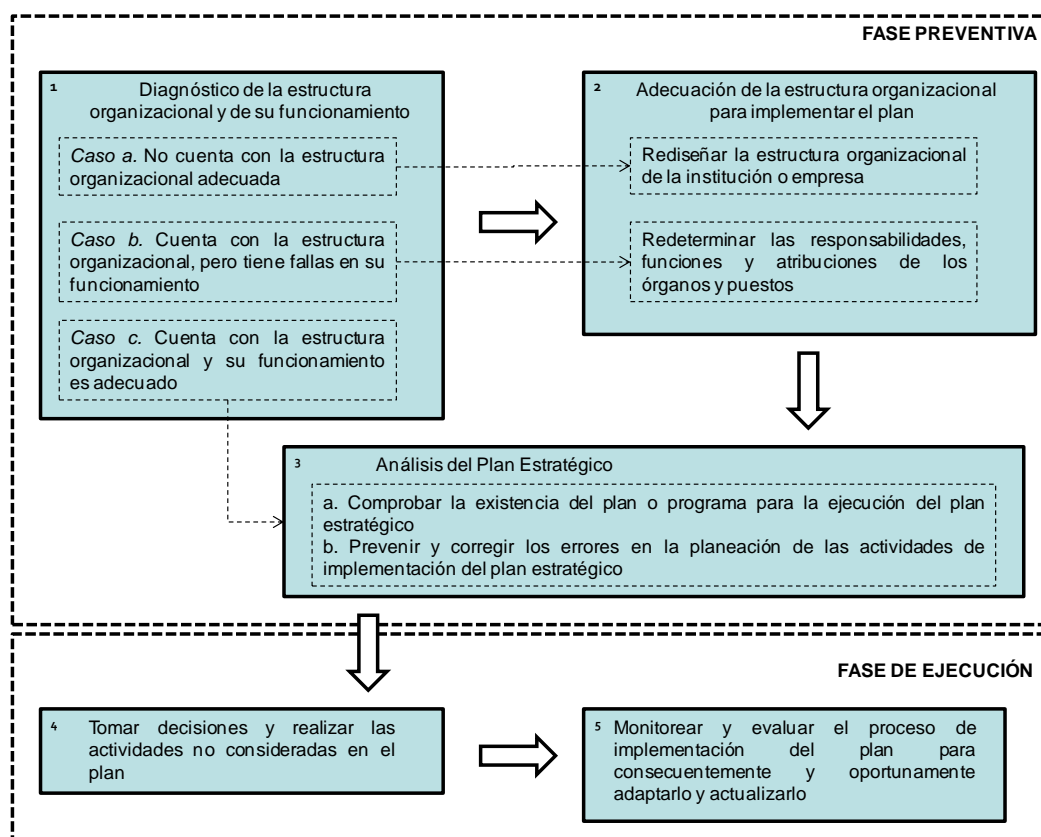 FASE PREVENTIVA
1 Diagnóstico de la estructura
organizacional y de su funcionamiento
Caso a. No cuenta con la estructura
organizacional adecuada
Caso b. Cuenta con la estructura
organizacional, pero tiene fallas en su
funcionamiento
Caso c. Cuenta con la estructura
organizacional y su funcionamiento
es adecuado
2 Adecuación de la estructura organizacional
para implementar el plan
Rediseñar la estructura organizacional
de la institución o empresa
Redeterminar las responsabilidades,
funciones y atribuciones de los
órganos y puestos
3 Análisis del Plan Estratégico
a. Comprobar la existencia del plan o programa para la ejecución del plan
estratégico
b. Prevenir y corregir los errores en la planeación de las actividades de
implementación del plan estratégico
FASE DE EJECUCIÓN
4 Tomar decisiones y realizar las
actividades no consideradas en el
plan
5 Monitorear y evaluar el proceso de
implementación del plan para
consecuentemente y oportunamente
adaptarlo y actualizarlo